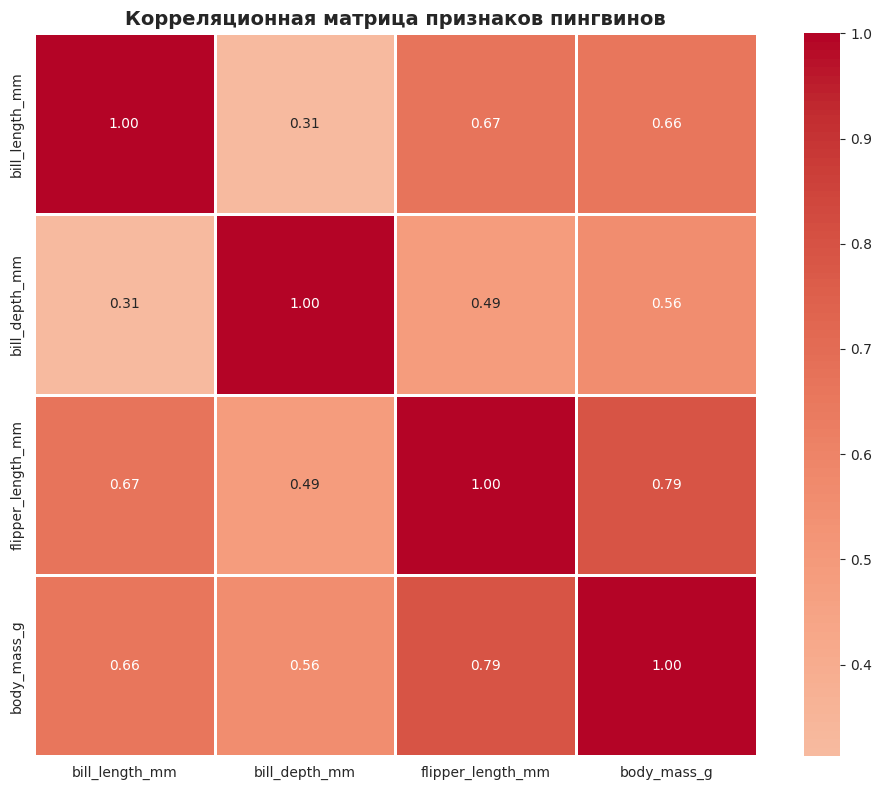 Корреляционная матрица признаков пингвинов
bill_length_mm
1.00 0.31 0.67 0.66
bill_depth_mm
0.31 1.00 0.49 0.56
flipper_length_mm
0.67 0.49 1.00 0.79
body_mass_g
0.66 0.56 0.79 1.00
bill_length_mm bill_depth_mm flipper_length_mm body_mass_g
1.0
0.9
0.8
0.7
0.6
0.5
0.4